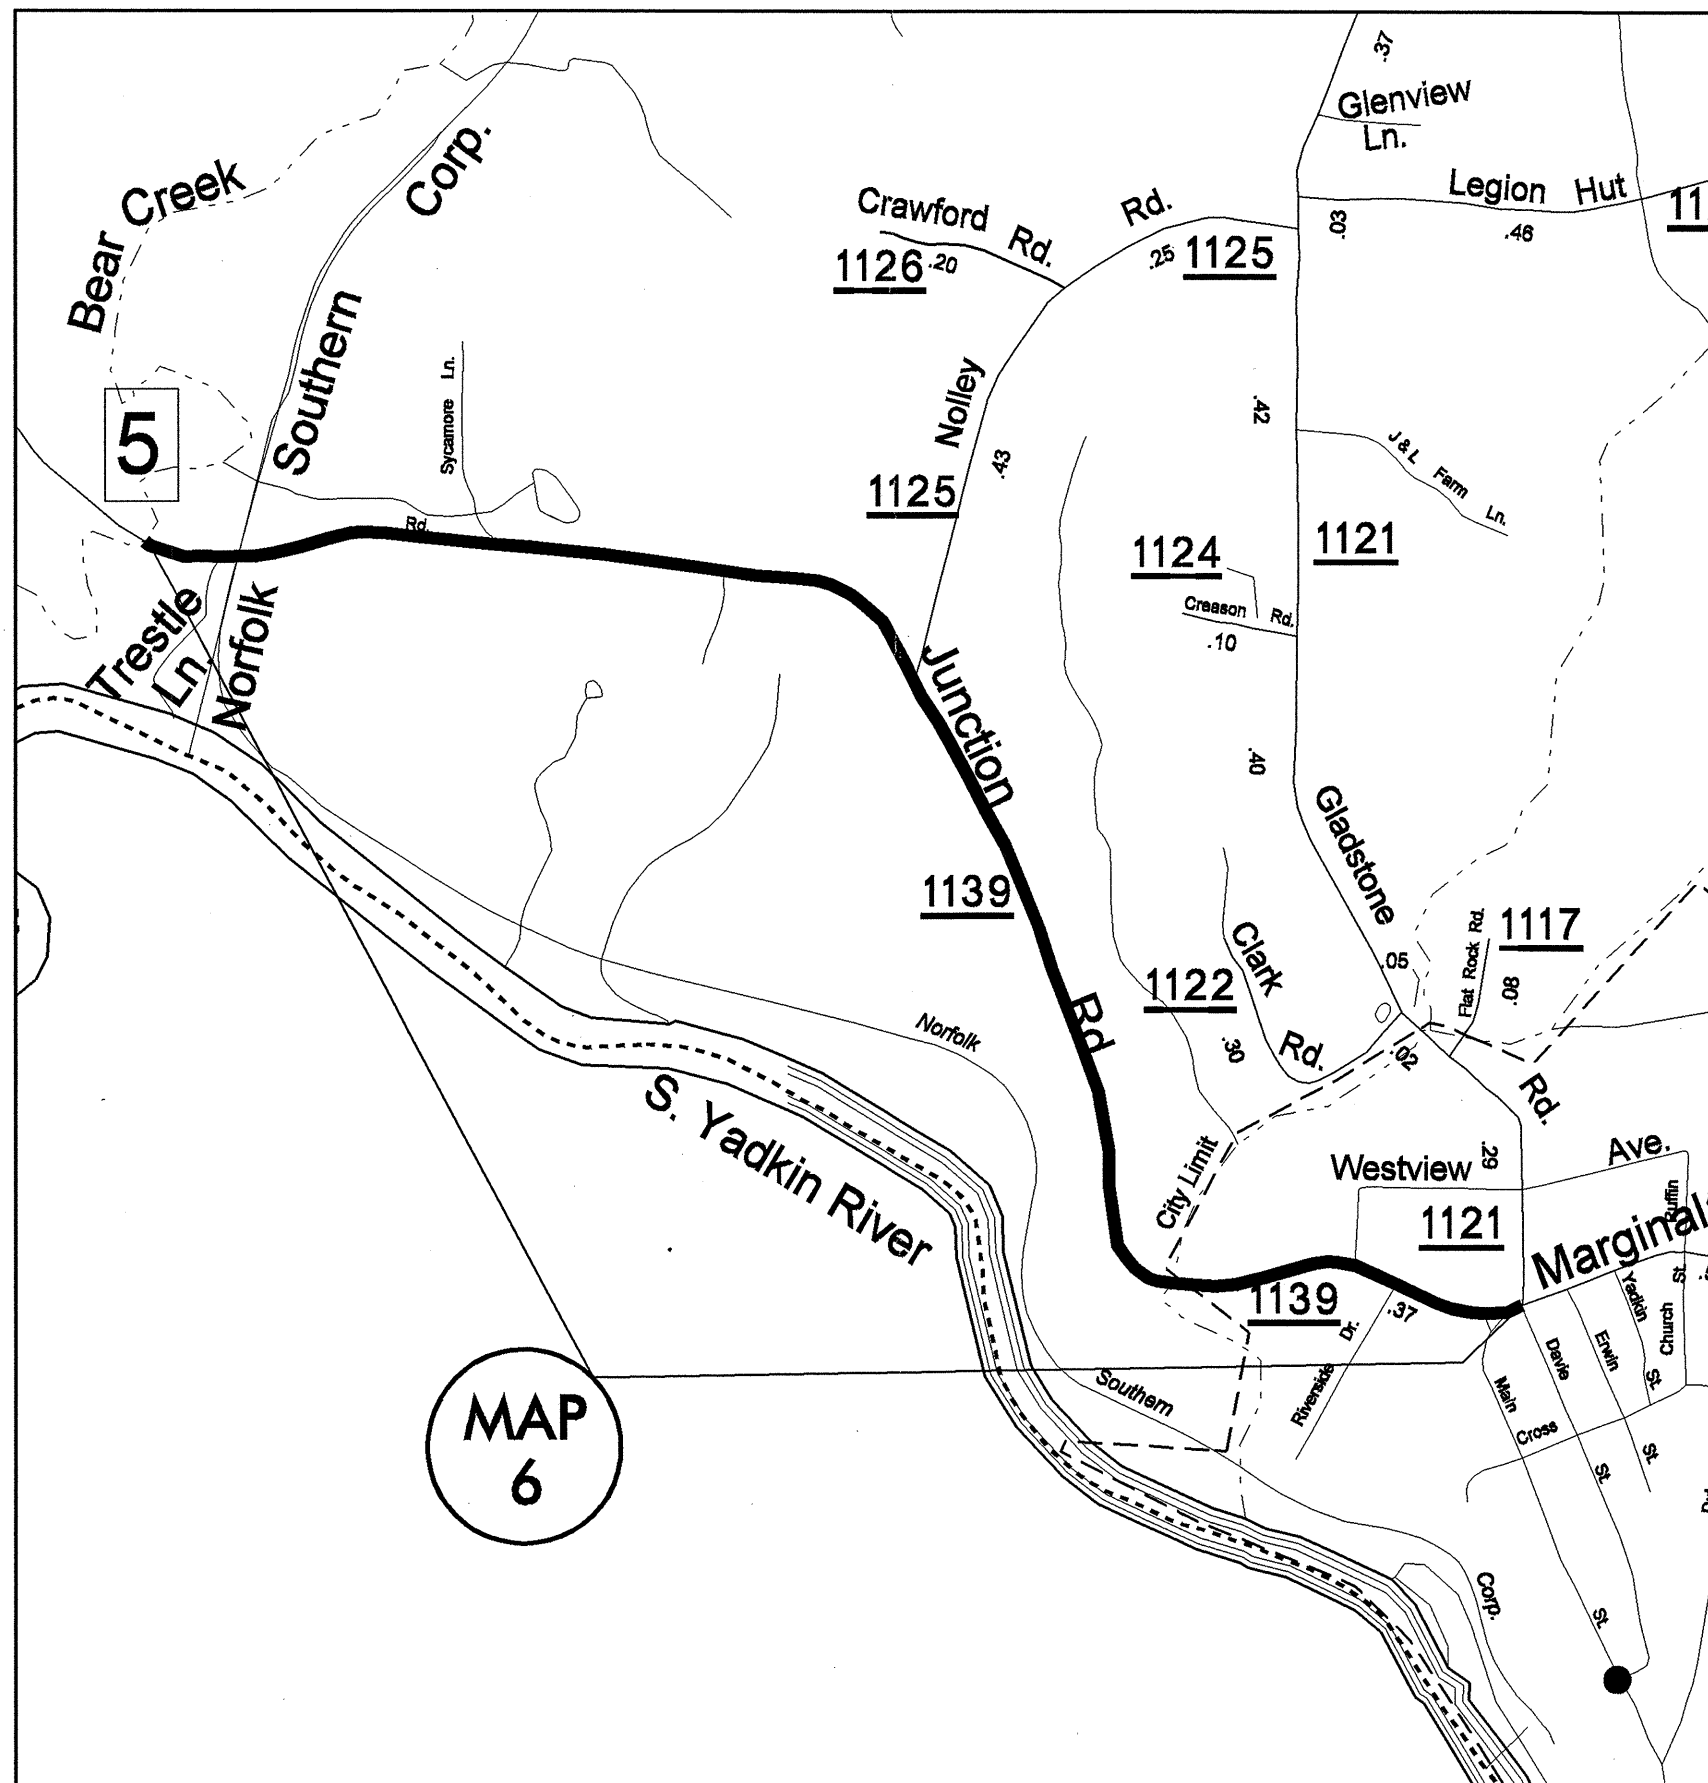 .37
Glenview
Ln.
Legion Hut
.03
.46
Bear Creek
Southern Corp.
Crawford Rd.
1126
.20
Rd.
.25
1125
Nolley
.43
1125
5
Sycamore Ln.
Rd.
.42
J & L Farm Ln.
1124
1121
Creason Rd.
.10
Trestle
Ln.
Norfolk
Junction
.40
Gladstone
1139
Rd
Clark
1122
.30
Rd.
.05
Flat Rock Rd.
1117
.08
.02
Rd.
Norfolk
S. Yadkin River
City Limit
Westview
.29
Ave.
Ruffin
St.
1121
1139
.37
Riverside Dr.
Yadkin
St.
Church
Erwin
St.
Davie
St.
Main
St.
Cross
Southern
Corp.
MAP
6